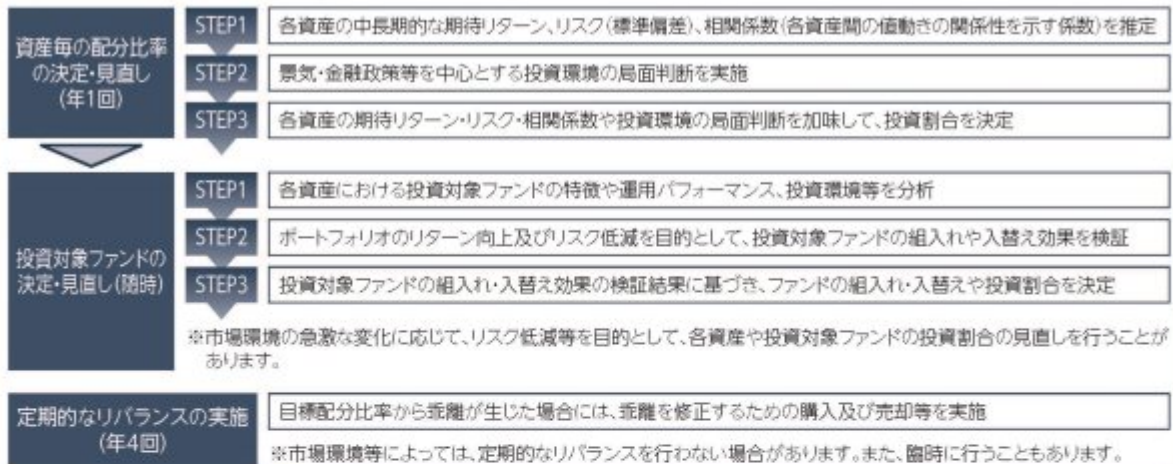 資産毎の配分比率
の決定・見直し
(年1回)
STEP1
各資産の中長期的な期待リターン、リスク(標準偏差)、相関係数(各資産間の値動きの関係性を示す係数)を推定
STEP2
景気・金融政策等を中心とする投資環境の局面判断を実施
STEP3
各資産の期待リターン・リスク・相関係数や投資環境の局面判断を加味して、投資割合を決定
投資対象ファンドの
決定・見直し(随時)
STEP1
各資産における投資対象ファンドの特徴や運用パフォーマンス、投資環境等を分析
STEP2
ポートフォリオのリターン向上及びリスク低減を目的として、投資対象ファンドの組入れや入替え効果を検証
STEP3
投資対象ファンドの組入れ・入替え効果の検証結果に基づき、ファンドの組入れ・入替えや投資割合を決定
※市場環境の急激な変化に応じて、リスク低減等を目的として、各資産や投資対象ファンドの投資割合の見直しを行うことが
あります。
定期的なリバランスの実施
(年4回)
目標配分比率から乖離が生じた場合には、乖離を修正するための購入及び売却等を実施
※市場環境等によっては、定期的なリバランスを行わない場合があります。また、臨時に行うこともあります。